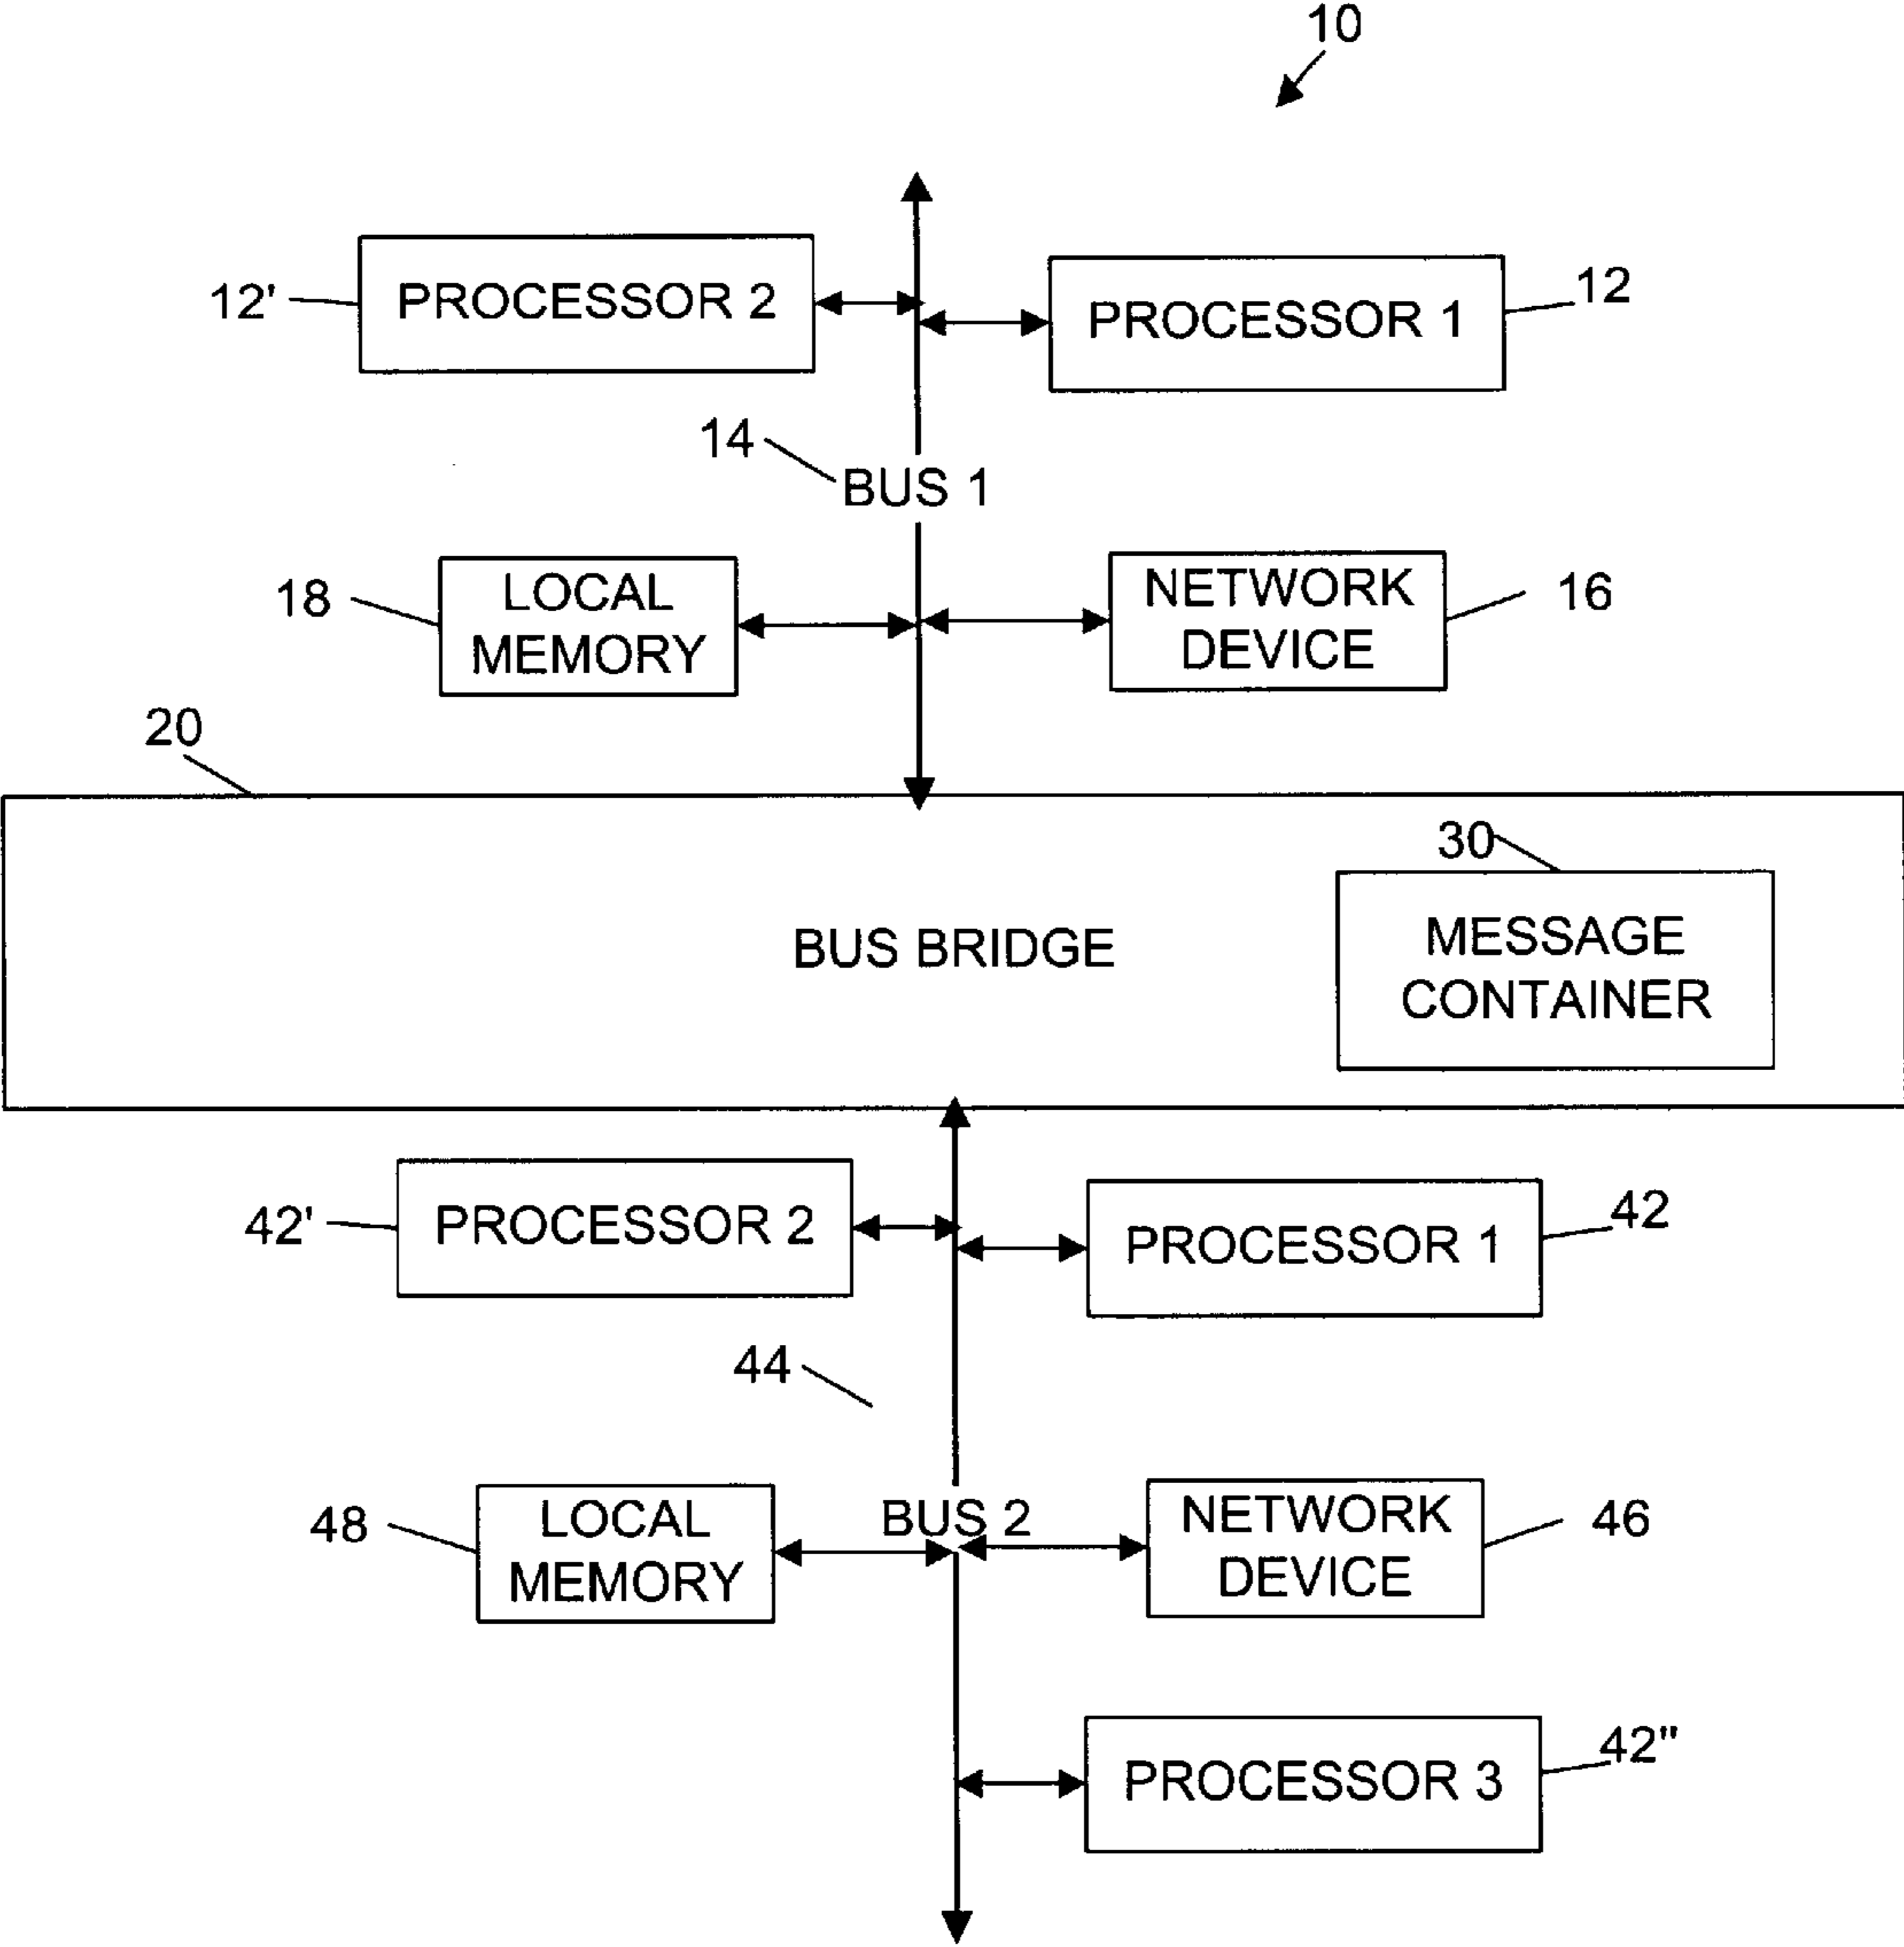 10
12'
PROCESSOR 2
PROCESSOR 1
12
14
BUS 1
18
LOCAL
MEMORY
NETWORK
DEVICE
16
20
30
BUS BRIDGE
MESSAGE
CONTAINER
42'
PROCESSOR 2
PROCESSOR 1
42
44
BUS 2
48
LOCAL
MEMORY
NETWORK
DEVICE
46
PROCESSOR 3
42"